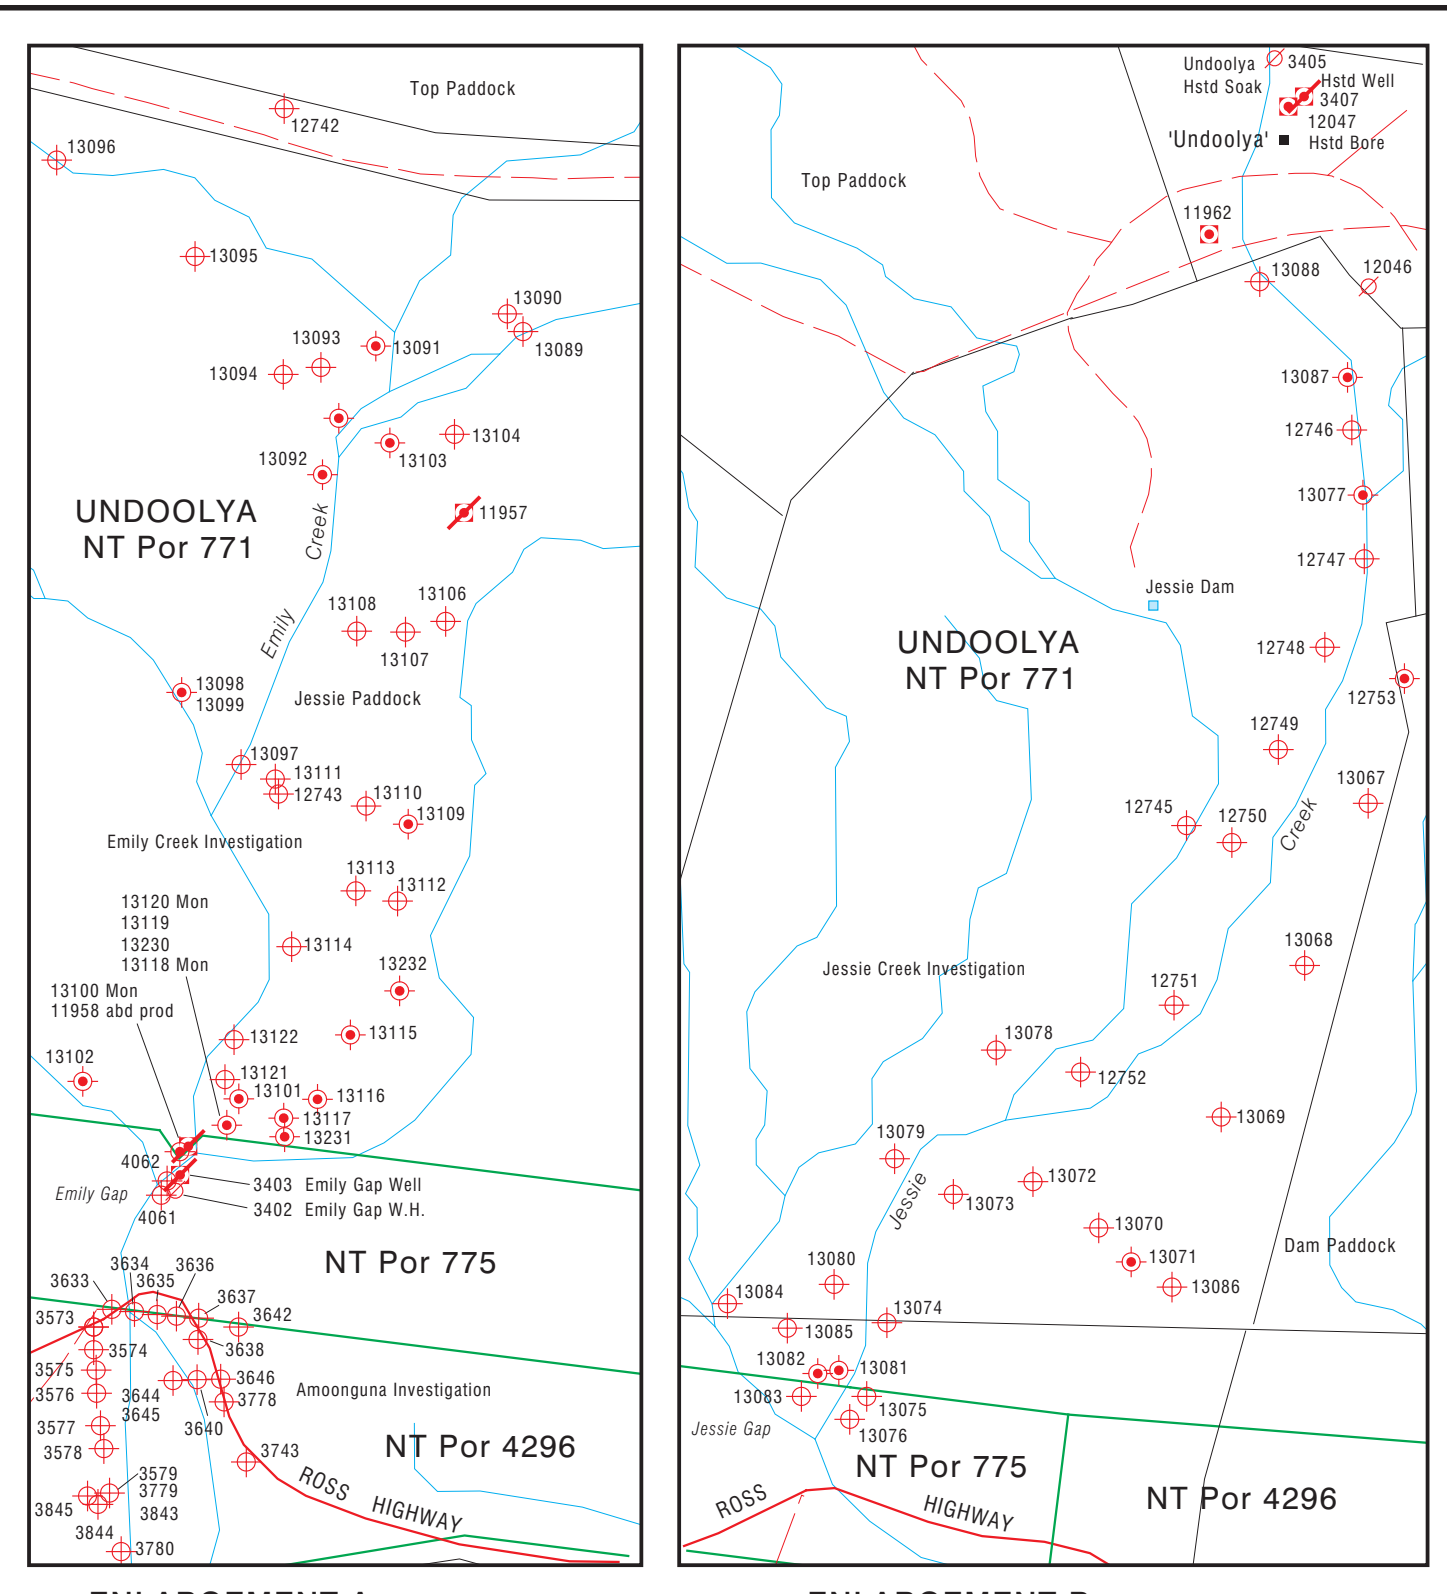 Top Paddock
12742
13096
13095
13090
13089
13093
13091
13094
13104
13103
13092
11957
UNDOOLYA
NT Por 771
Creek
Emily
13106
13108
13107
13098
13099
Jessie Paddock
13097
13111
12743
13110
13109
Emily Creek Investigation
13113
13112
13120 Mon
13119
13230
13118 Mon
13114
13232
13100 Mon
11958 abd prod
13122
13115
13102
13121
13101
13116
13117
13231
4062
3403 Emily Gap Well
Emily Gap
3402 Emily Gap W.H.
4061
NT Por 775
3634
3636
3633
3635
3637
3642
3573
3638
3574
3575
3646
3576
3644
3778
3645
3640
Amoonguna Investigation
3577
3578
3743
NT Por 4296
3579
3779
3845
3843
3844
3780
ROSS HIGHWAY
Undoolya
Hstd Soak
3405
Hstd Well
3407
12047
Hstd Bore
'Undoolya'
Top Paddock
11962
13088
12046
13087
12746
13077
12747
Jessie Dam
UNDOOLYA
NT Por 771
12748
12753
12749
13067
12745
12750
Creek
13068
Jessie Creek Investigation
12751
13078
12752
13069
13079
13072
13073
Jessie
13070
Dam Paddock
13071
13080
13086
13084
13074
13085
13082
13081
13083
13075
13076
Jessie Gap
NT Por 775
NT Por 4296
ROSS HIGHWAY
ENLARGEMENT A
ENLARGEMENT B